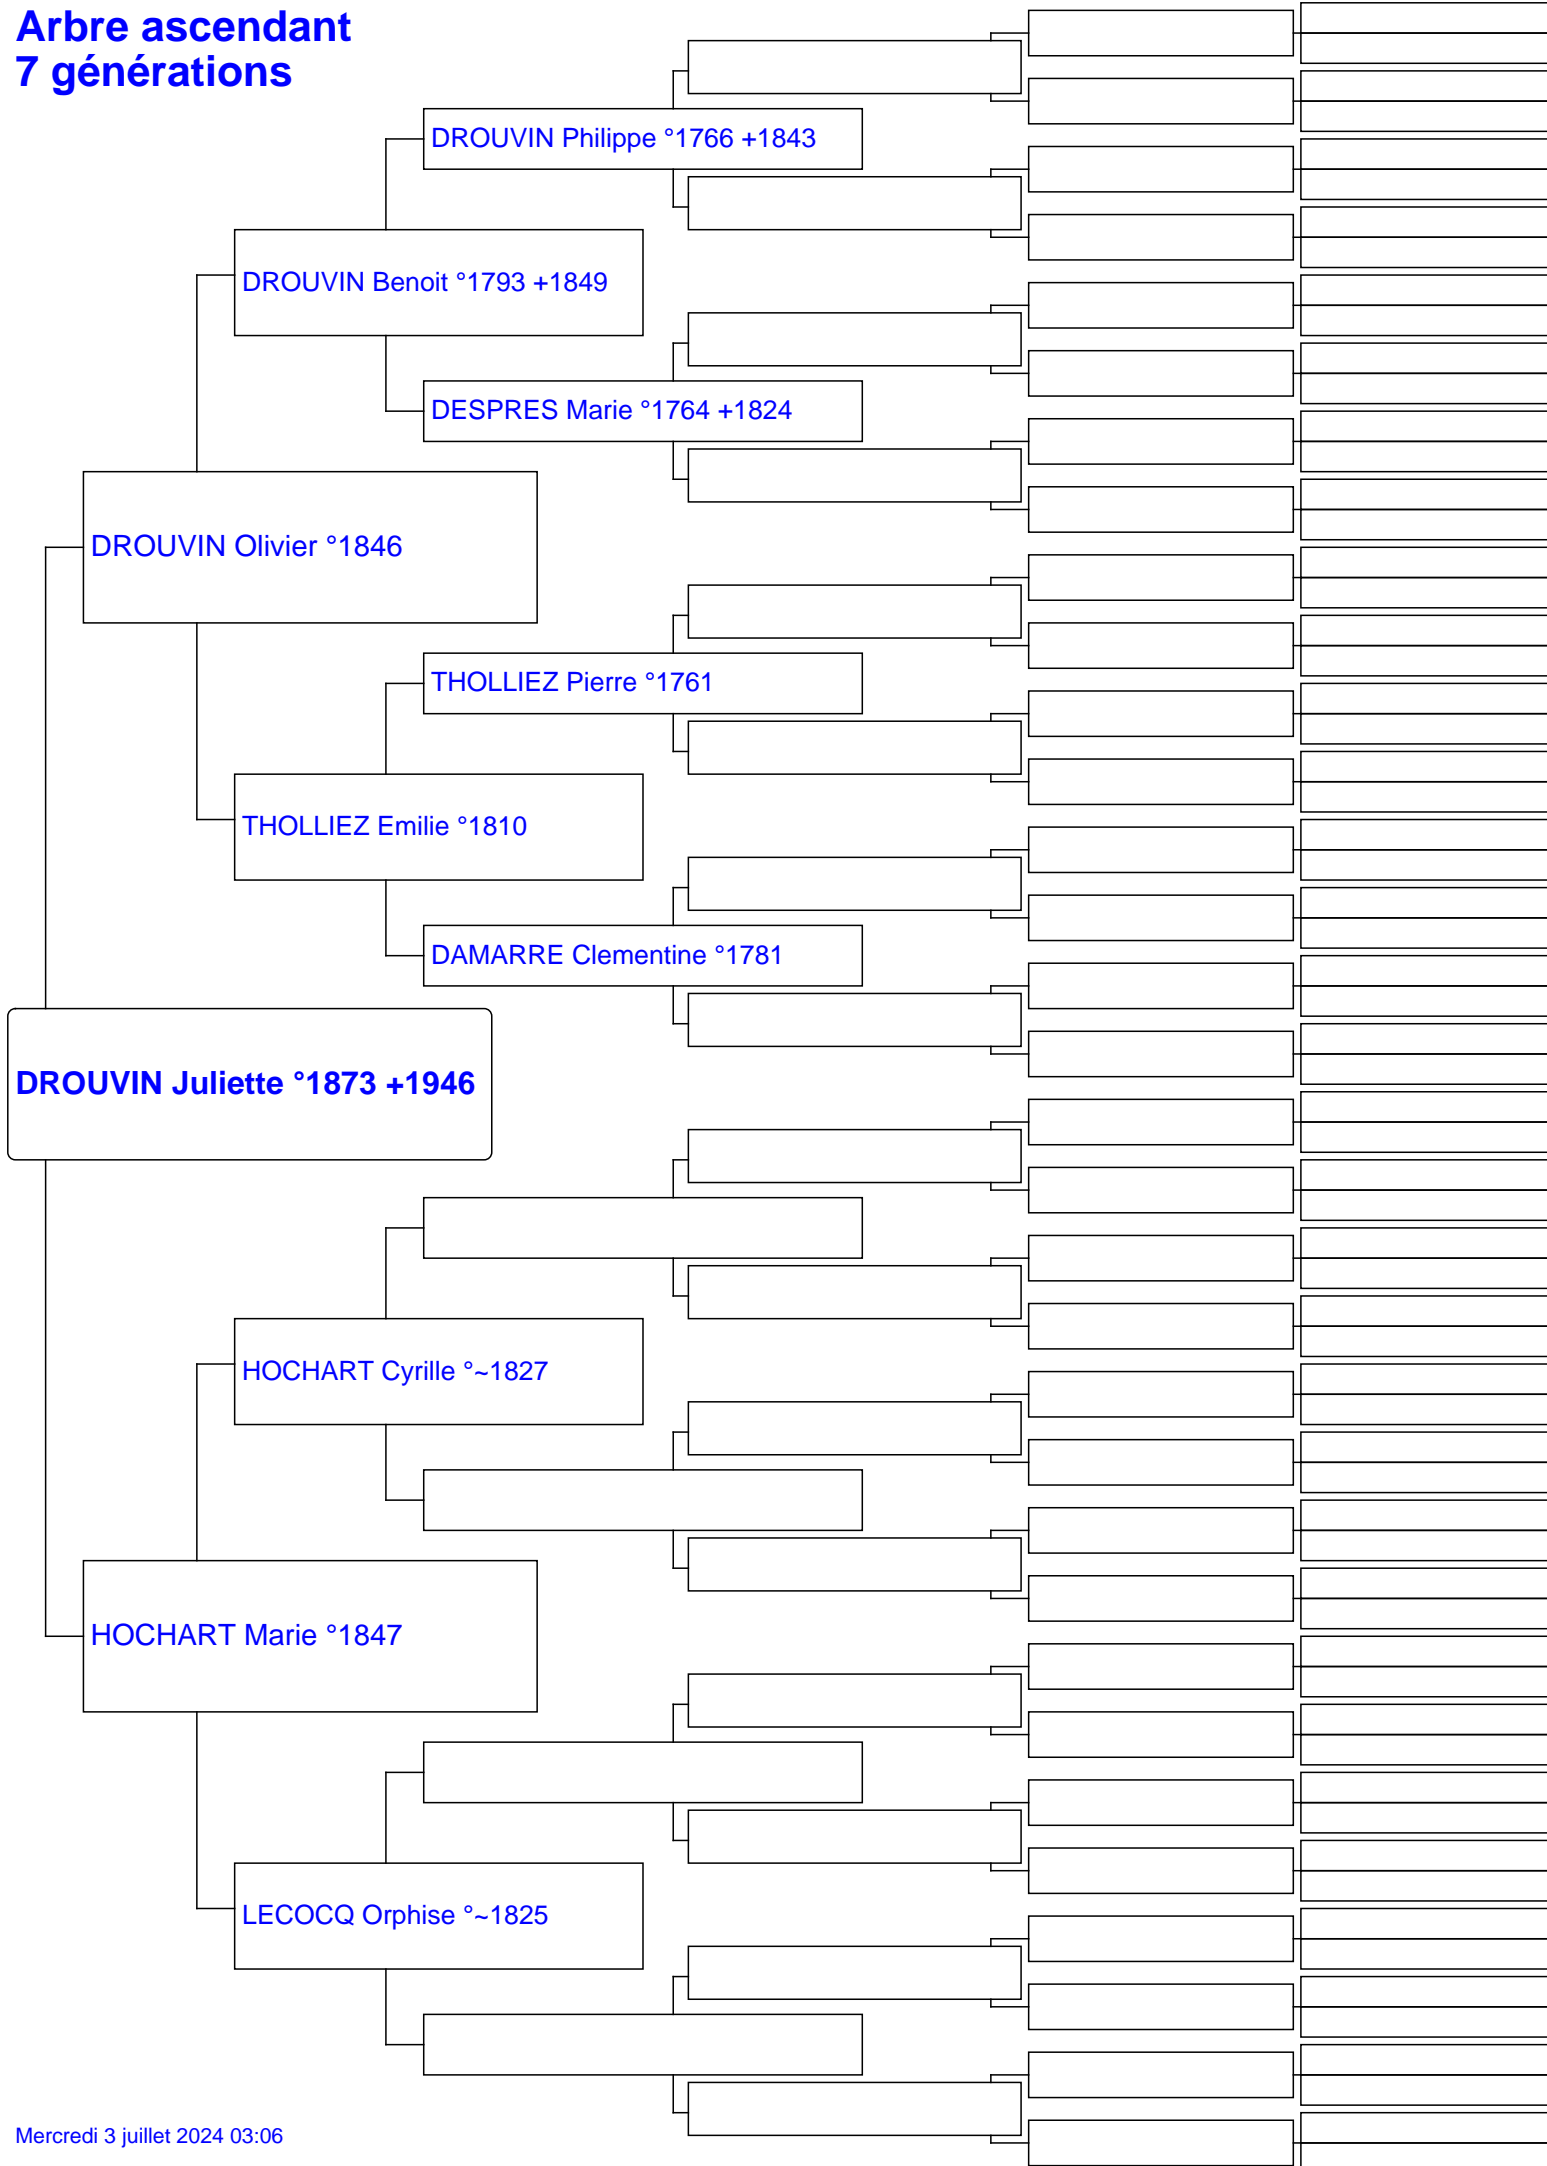 Arbre ascendant
7 générations
DROUVIN Philippe °1766 +1843
DROUVIN Benoit °1793 +1849
DESPRES Marie °1764 +1824
DROUVIN Olivier °1846
THOLLIEZ Pierre °1761
THOLLIEZ Emilie °1810
DAMARRE Clementine °1781
DROUVIN Juliette °1873 +1946
HOCHART Cyrille °~1827
HOCHART Marie °1847
LECOCQ Orphise °~1825
Mercredi 3 juillet 2024 03:06